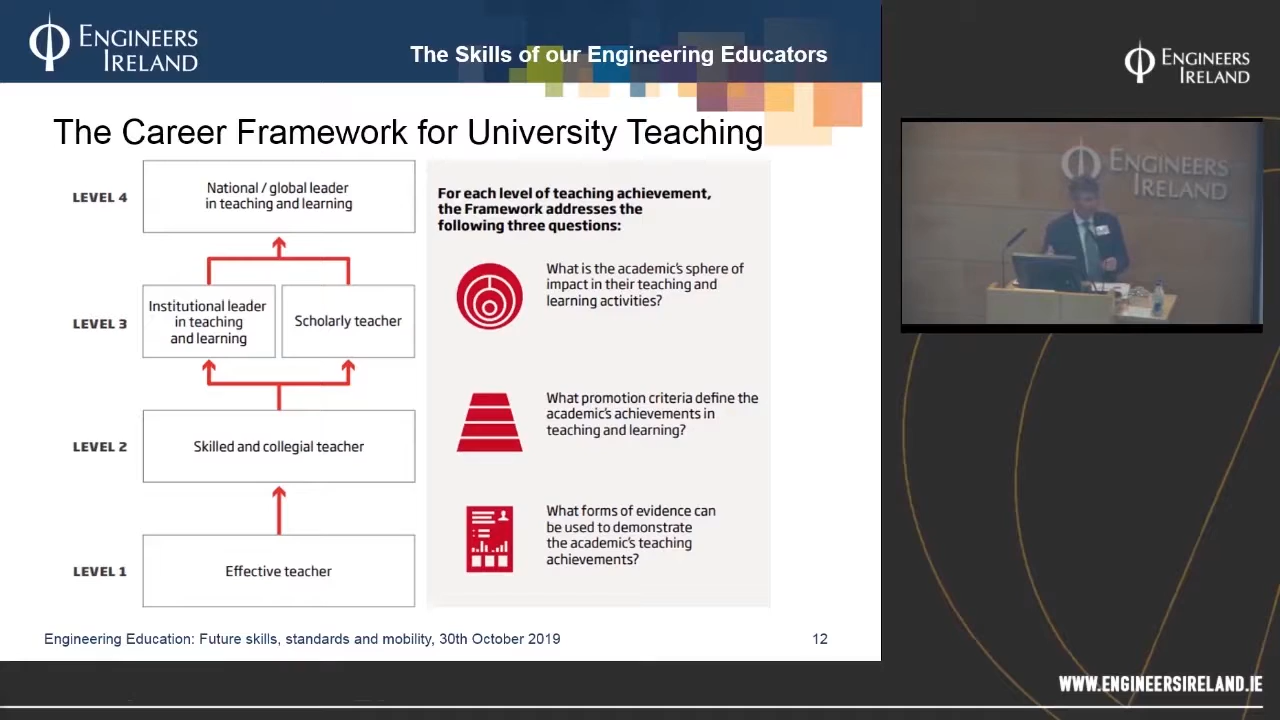 ENGINEERS
IRELAND
The Skills of our Engineering Educators
The Career Framework for University Teaching
LEVEL 4
National / global leader
in teaching and learning
LEVEL 3
Institutional leader
in teaching
and learning
Scholarly teacher
LEVEL 2
Skilled and collegial teacher
LEVEL 1
Effective teacher
For each level of teaching achievement,
the Framework addresses the
following three questions:
What is the academic's sphere of
impact in their teaching and
learning activities?
What promotion criteria define the
academic's achievements in
teaching and learning?
What forms of evidence can
be used to demonstrate
the academic's teaching
achievements?
Engineering Education: Future skills, standards and mobility, 30th October 2019
12
ENGINEERS
IRELAND
ENGINEERS
IRELAND
WWW.ENGINEERSIRELAND.IE